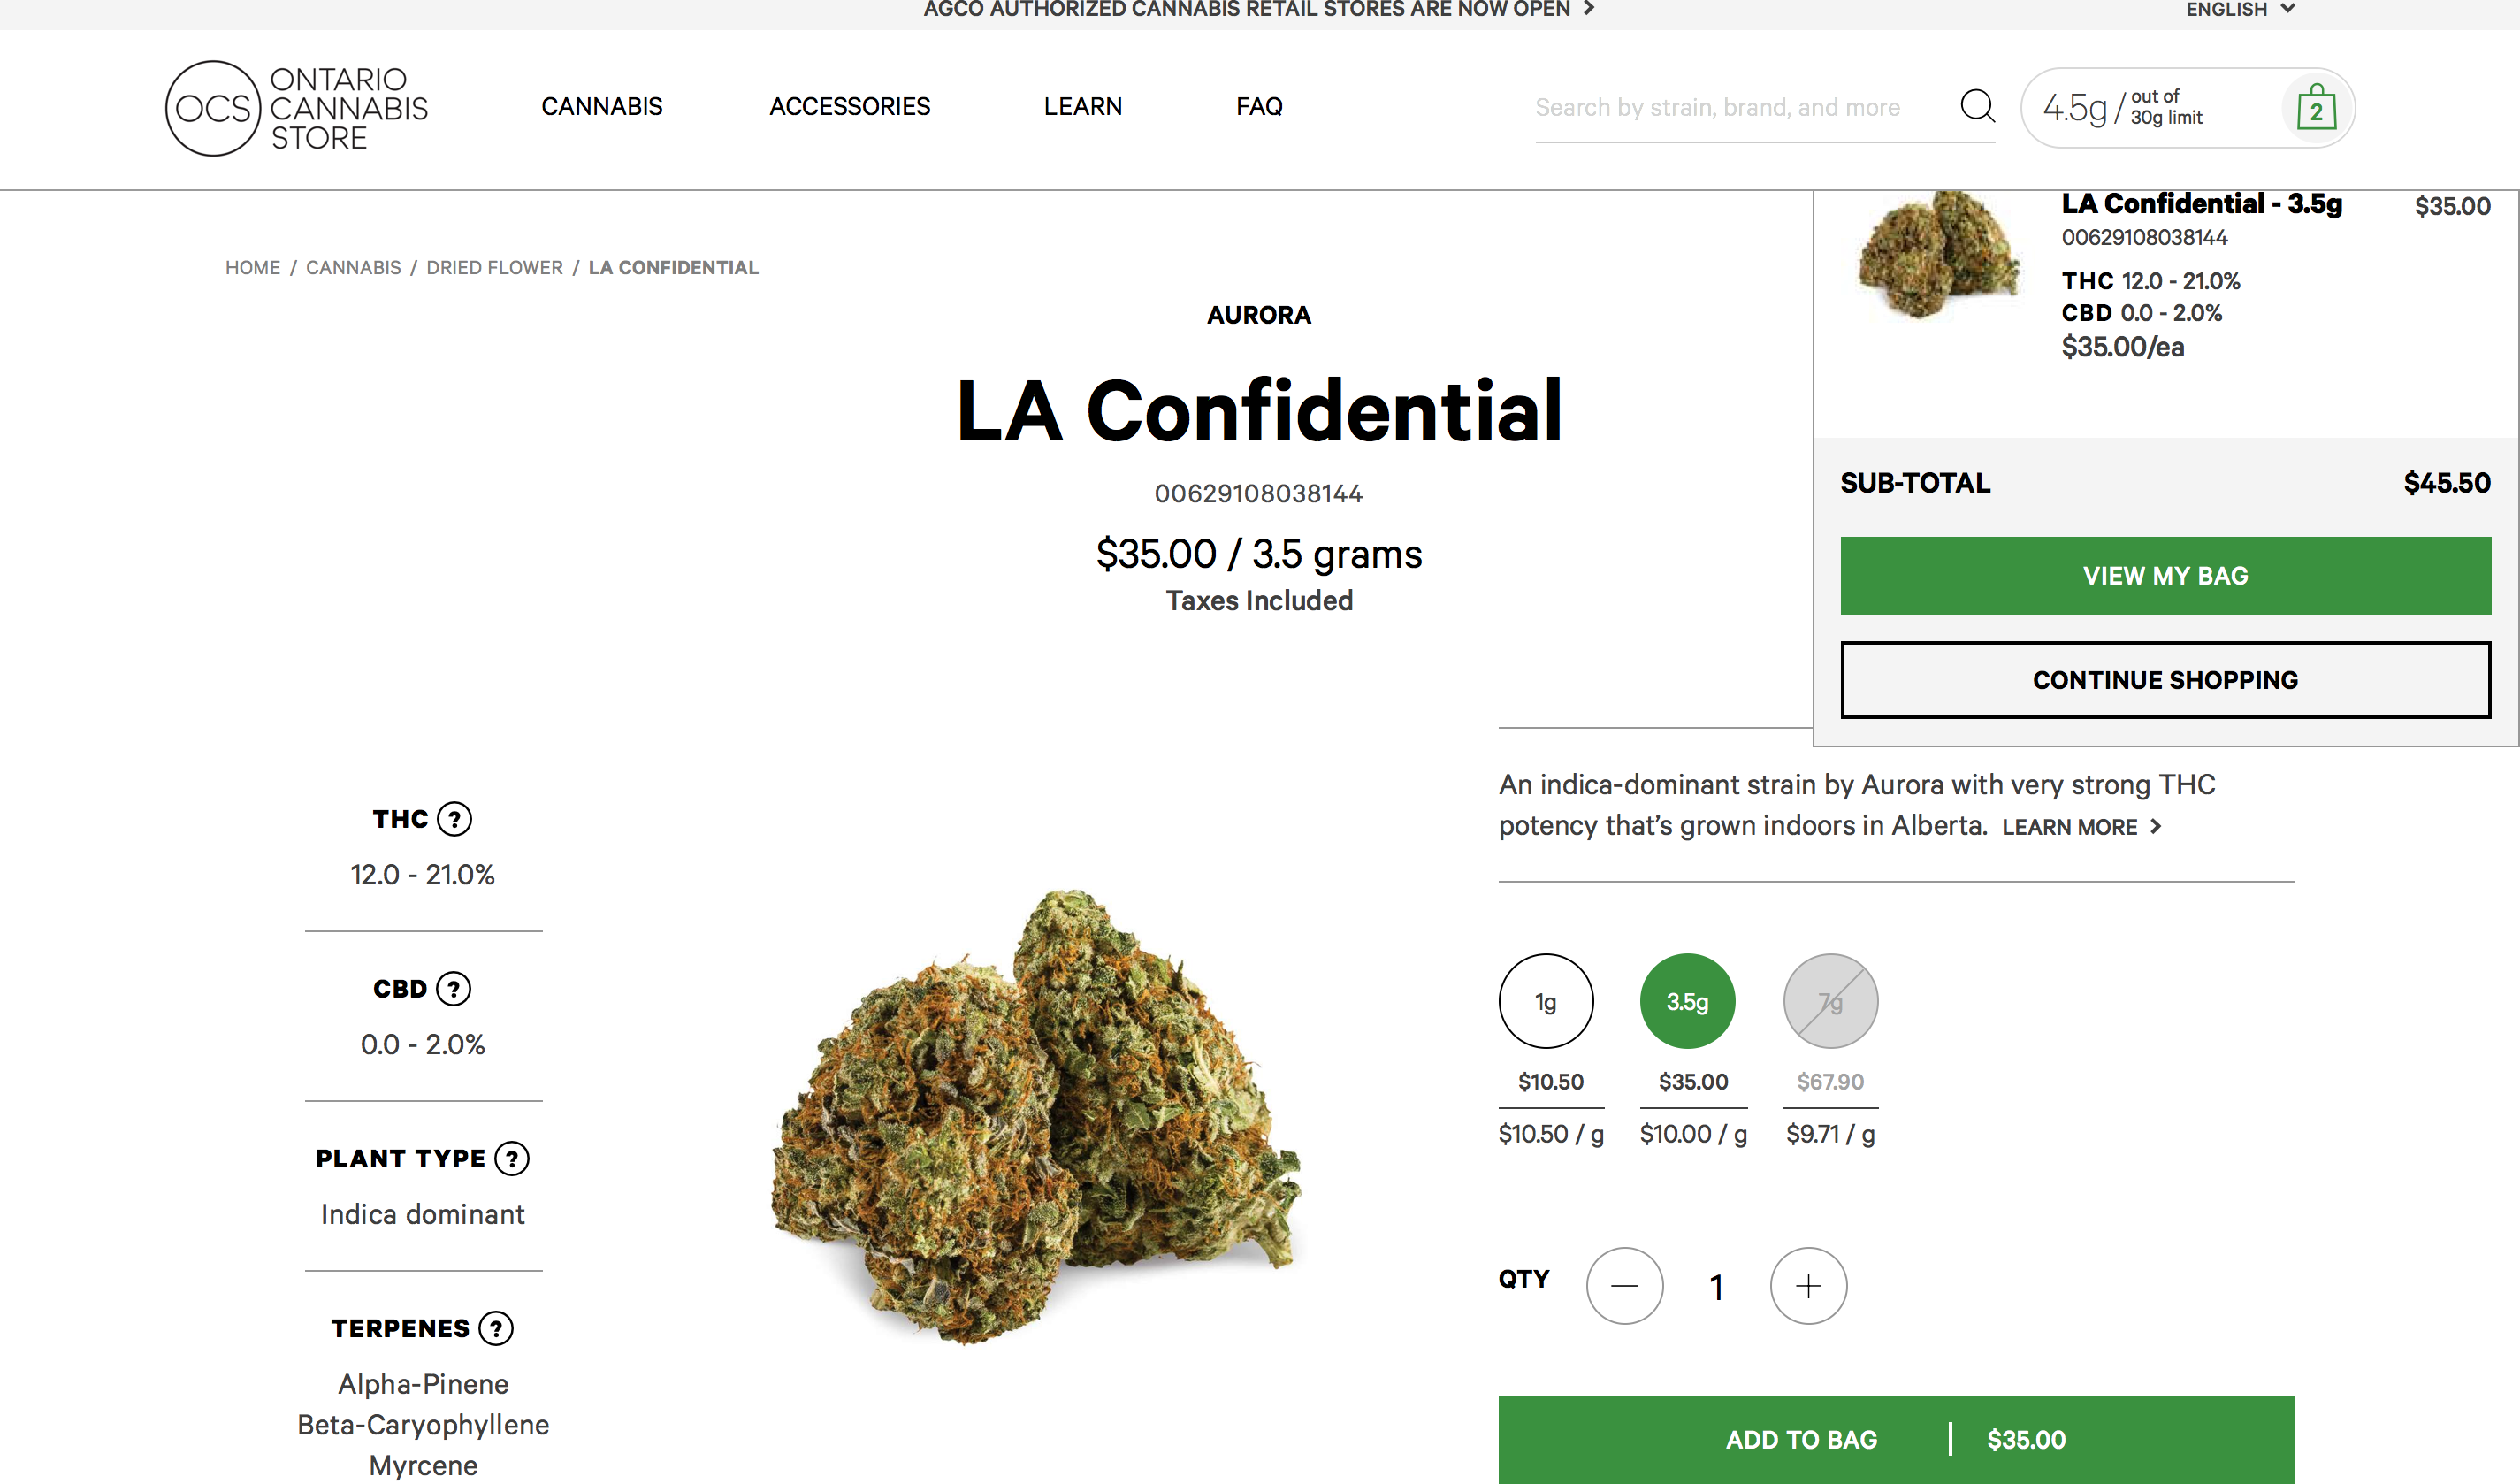 AGCO AUTHORIZED CANNABIS RETAIL STORES ARE NOW OPEN
ENGLISH
OCS
ONTARIO
CANNABIS
STORE
CANNABIS
ACCESSORIES
LEARN
FAQ
Search by strain, brand, and more
4.5g / out of
30g limit
2
LA Confidential - 3.5g $35.00
00629108038144
THC 12.0 - 21.0%
CBD 0.0 - 2.0%
$35.00/ea
SUB-TOTAL $45.50
VIEW MY BAG
CONTINUE SHOPPING
HOME / CANNABIS / DRIED FLOWER / LA CONFIDENTIAL
AURORA
LA Confidential
00629108038144
$35.00 / 3.5 grams
Taxes Included
THC ?
12.0 - 21.0%
CBD ?
0.0 - 2.0%
PLANT TYPE ?
Indica dominant
TERPENES ?
Alpha-Pinene
Beta-Caryophyllene
Myrcene
An indica-dominant strain by Aurora with very strong THC
potency that’s grown indoors in Alberta. LEARN MORE
1g 3.5g 7g
$10.50 $35.00 $67.90
$10.50 / g $10.00 / g $9.71 / g
QTY — 1 +
ADD TO BAG | $35.00